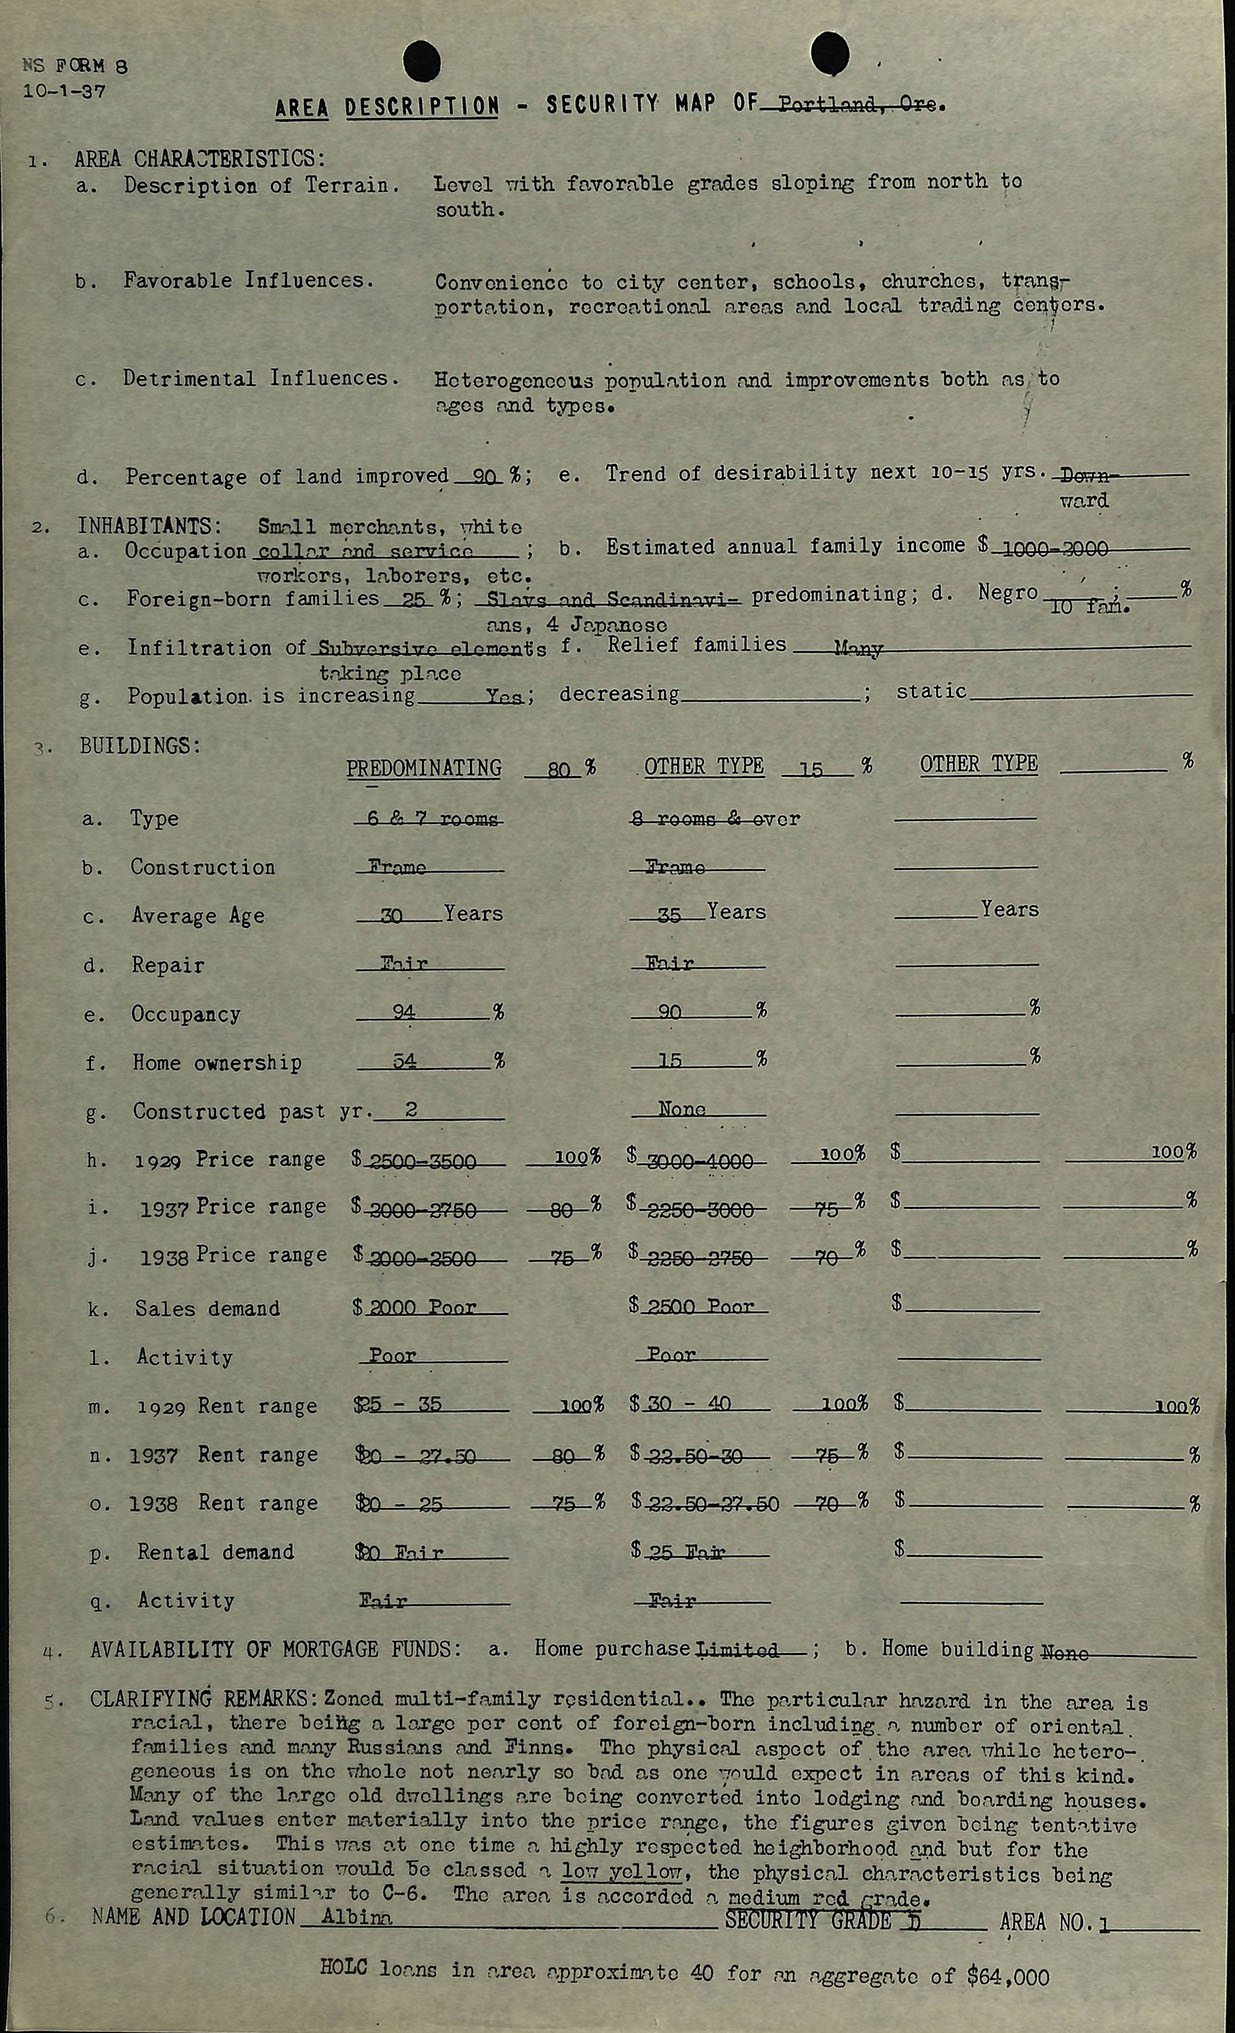 NS FORM 8
10-1-37
AREA DESCRIPTION - SECURITY MAP OF Portland, Ore.
1. AREA CHARACTERISTICS:
a. Description of Terrain. Level with favorable grades sloping from north to
south.
b. Favorable Influences. Convenience to city center, schools, churches, trans-
portation, recreational areas and local trading centers.
c. Detrimental Influences. Heterogeneous population and improvements both as to
ages and types.
d. Percentage of land improved 90 %; e. Trend of desirability next 10-15 yrs. Down-
ward
2. INHABITANTS: Small merchants, white
a. Occupation collar and service ; b. Estimated annual family income $ 1000-2000
workers, laborers, etc.
c. Foreign-born families 25 %; Slavs and Scandinavi- predominating; d. Negro 10 fam. ; %
ans, 4 Japanese
e. Infiltration of Subversive elements f. Relief families Many
taking place
g. Population is increasing Yes; decreasing ; static
3. BUILDINGS:
PREDOMINATING 80 % OTHER TYPE 15 % OTHER TYPE %
a. Type 6 & 7 rooms 8 rooms & over
b. Construction Frame Frame
c. Average Age 30 Years 35 Years Years
d. Repair Fair Fair
e. Occupancy 94 % 90 % %
f. Home ownership 54 % 15 % %
g. Constructed past yr. 2 None
h. 1929 Price range $ 2500-3500 100% $ 3000-4000 100% $ 100%
i. 1937 Price range $ 2000-2750 80 % $ 2250-3000 75 % $ %
j. 1938 Price range $ 2000-2500 75 % $ 2250-2750 70 % $ %
k. Sales demand $ 2000 Poor $ 2500 Poor $
l. Activity Poor Poor
m. 1929 Rent range $25 - 35 100% $ 30 - 40 100% $ 100%
n. 1937 Rent range $20 - 27.50 80 % $ 22.50-30 75 % $ %
o. 1938 Rent range $20 - 25 75 % $ 22.50-27.50 70 % $ %
p. Rental demand $20 Fair $ 25 Fair $
q. Activity Fair Fair
4. AVAILABILITY OF MORTGAGE FUNDS: a. Home purchase Limited ; b. Home building None
5. CLARIFYING REMARKS: Zoned multi-family residential.. The particular hazard in the area is
racial, there being a large per cent of foreign-born including a number of oriental
families and many Russians and Finns. The physical aspect of the area while hetero-
geneous is on the whole not nearly so bad as one would expect in areas of this kind.
Many of the large old dwellings are being converted into lodging and boarding houses.
Land values enter materially into the price range, the figures given being tentative
estimates. This was at one time a highly respected heighborhood and but for the
racial situation would be classed a low yellow, the physical characteristics being
generally similar to C-6. The area is accorded a medium red grade.
6. NAME AND LOCATION Albina SECURITY GRADE D AREA NO. 1
HOLC loans in area approximate 40 for an aggregate of $64,000